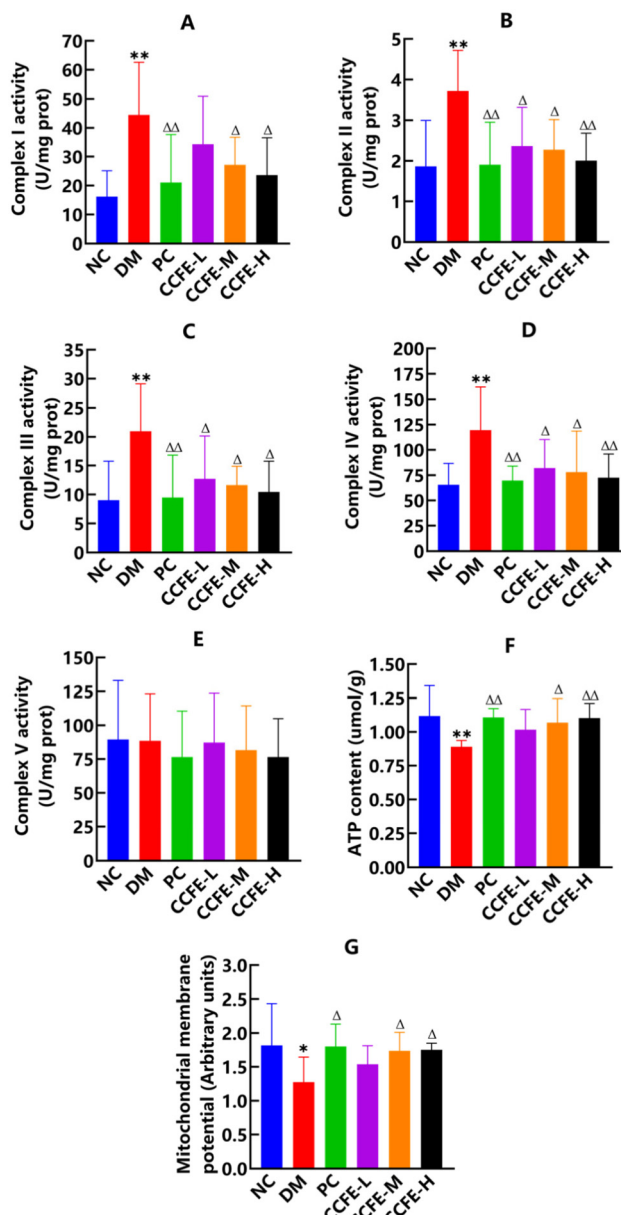 A
Complex I activity
(U/mg prot)
70
60
50
40
30
20
10
0
**
ΔΔ
Δ
Δ
NC
DM
PC
CCFE-L
CCFE-M
CCFE-H
B
Complex II activity
(U/mg prot)
5
4
3
2
1
0
**
ΔΔ
Δ
Δ
ΔΔ
NC
DM
PC
CCFE-L
CCFE-M
CCFE-H
C
Complex III activity
(U/mg prot)
35
30
25
20
15
10
5
0
**
ΔΔ
Δ
Δ
Δ
NC
DM
PC
CCFE-L
CCFE-M
CCFE-H
D
Complex IV activity
(U/mg prot)
200
175
150
125
100
75
50
25
0
**
ΔΔ
Δ
Δ
ΔΔ
NC
DM
PC
CCFE-L
CCFE-M
CCFE-H
E
Complex V activity
(U/mg prot)
150
125
100
75
50
25
0
NC
DM
PC
CCFE-L
CCFE-M
CCFE-H
F
ATP content (umol/g)
1.50
1.25
1.00
0.75
0.50
0.25
0.00
**
ΔΔ
Δ
ΔΔ
NC
DM
PC
CCFE-L
CCFE-M
CCFE-H
G
Mitochondrial membrane
potential (Arbitrary units)
3.0
2.5
2.0
1.5
1.0
0.5
0.0
*
Δ
Δ
Δ
NC
DM
PC
CCFE-L
CCFE-M
CCFE-H